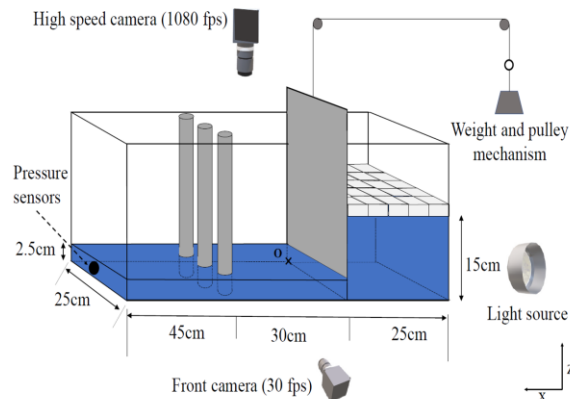 High speed camera (1080 fps)
Weight and pulley
mechanism
Pressure
sensors
2.5cm
25cm
O
x
15cm
Light source
45cm
30cm
25cm
Front camera (30 fps)
z
x